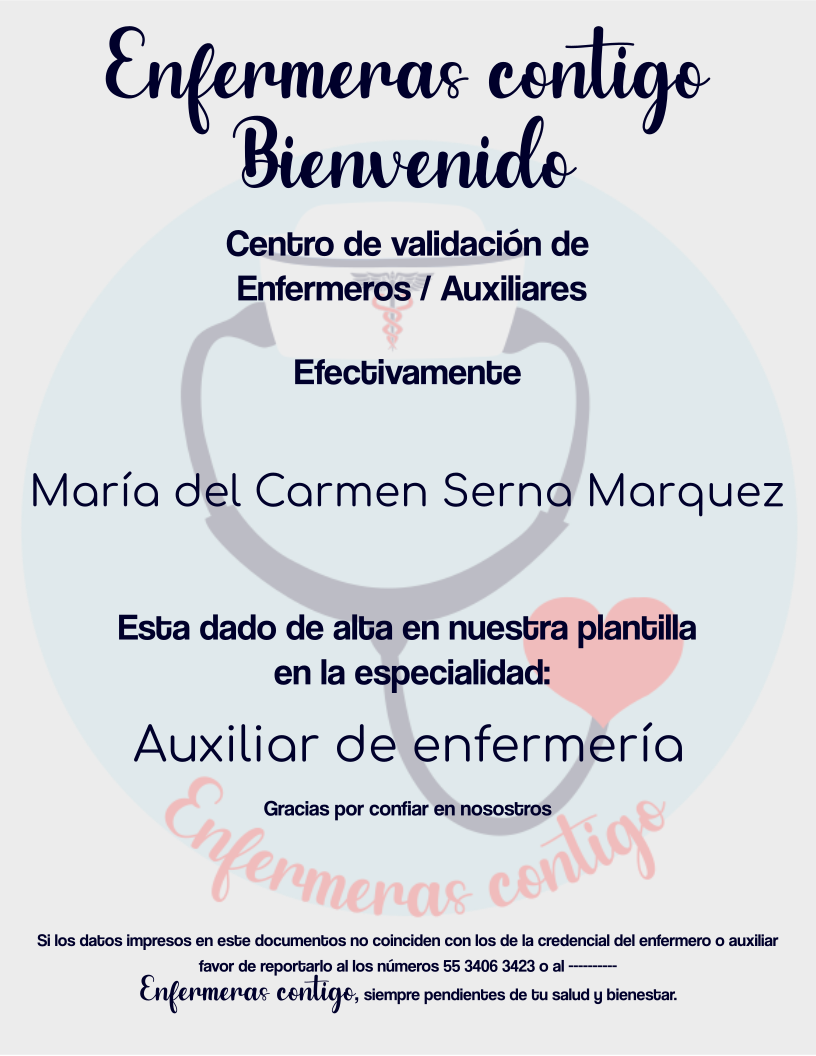 Enfermeras contigo
Bienvenido
Centro de validación de
Enfermeros / Auxiliares
Efectivamente
María del Carmen Serna Marquez
Esta dado de alta en nuestra plantilla
en la especialidad:
Auxiliar de enfermería
Gracias por confiar en nosostros
Enfermeras contigo
Si los datos impresos en este documentos no coinciden con los de la credencial del enfermero o auxiliar
favor de reportarlo al los números 55 3406 3423 o al ----------
Enfermeras contigo, siempre pendientes de tu salud y bienestar.